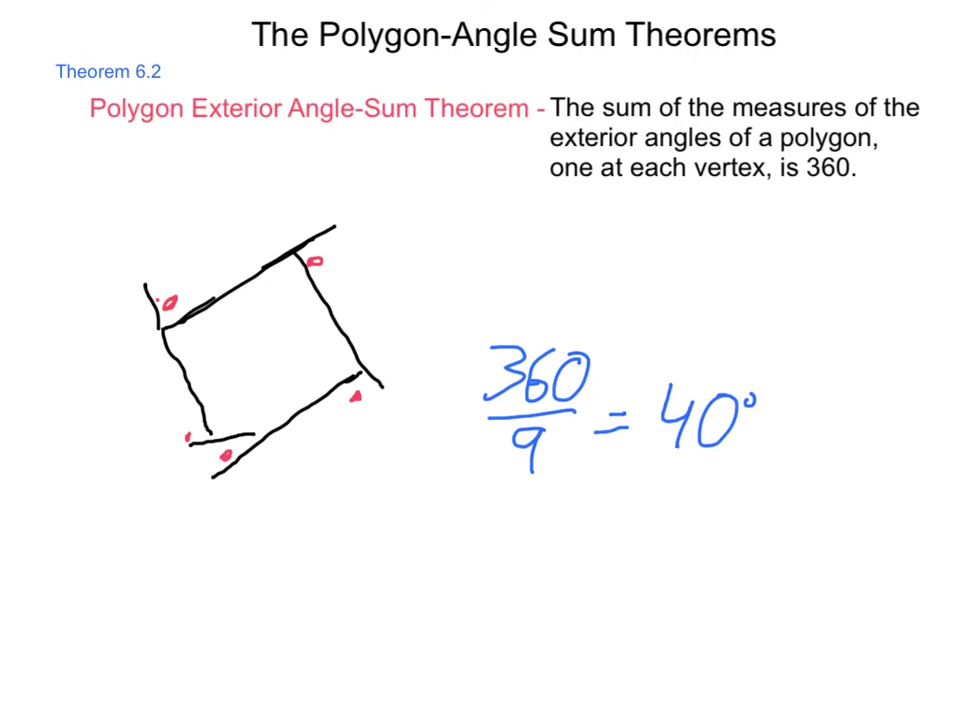 The Polygon-Angle Sum Theorems
Theorem 6.2
Polygon Exterior Angle-Sum Theorem - The sum of the measures of the
exterior angles of a polygon,
one at each vertex, is 360.
360
9
= 40°